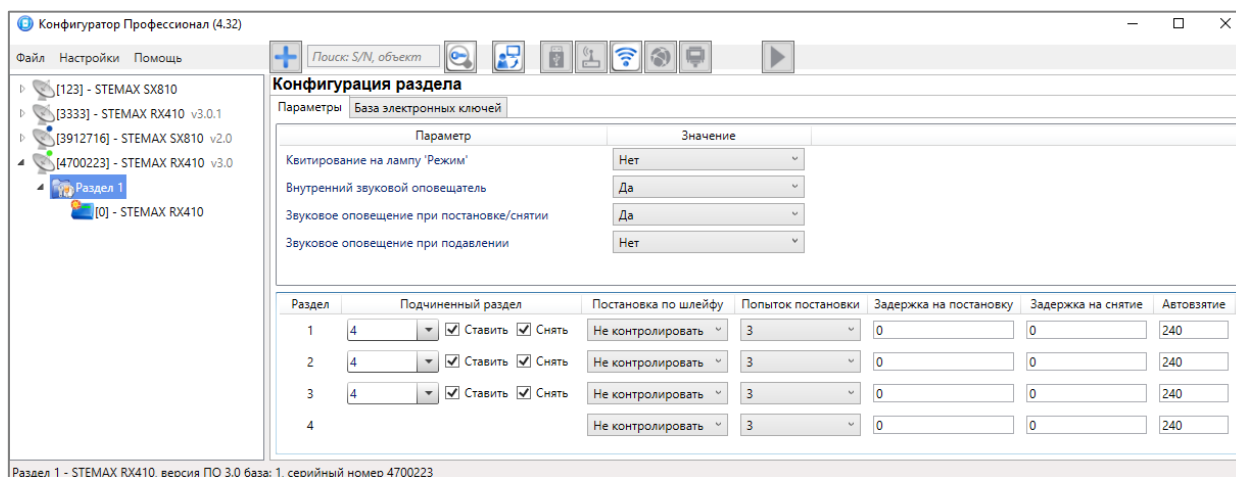 Конфигуратор Профессионал (4.32)
Файл Настройки Помощь Поиск: S/N, объект
[123] - STEMAX SX810
[3333] - STEMAX RX410 v3.0.1
[3912716] - STEMAX SX810 v2.0
[4700223] - STEMAX RX410 v3.0
Раздел 1
[0] - STEMAX RX410
Конфигурация раздела
Параметры База электронных ключей
Параметр Значение
Квитирование на лампу 'Режим' Нет
Внутренний звуковой оповещатель Да
Звуковое оповещение при постановке/снятии Да
Звуковое оповещение при подавлении Нет
Раздел Подчиненный раздел Постановка по шлейфу Попыток постановки Задержка на постановку Задержка на снятие Автовзятие
1 4 Ставить Снять Не контролировать 3 0 0 240
2 4 Ставить Снять Не контролировать 3 0 0 240
3 4 Ставить Снять Не контролировать 3 0 0 240
4 Не контролировать 3 0 0 240
Раздел 1 - STEMAX RX410, версия ПО 3.0 база: 1, серийный номер 4700223